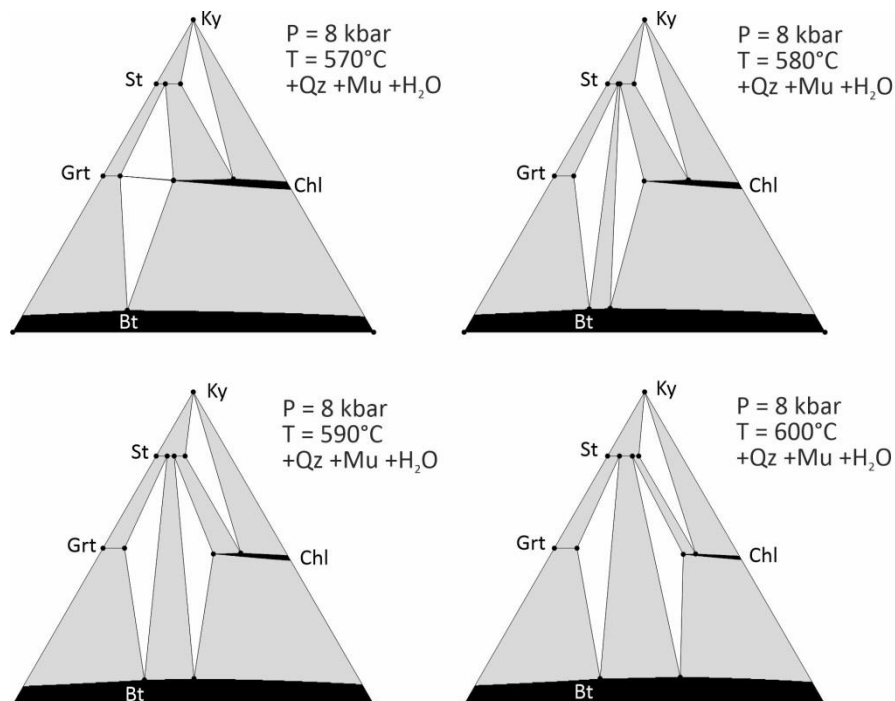 Ky
P = 8 kbar
T = 570°C
+Qz +Mu +H₂O
St
Grt
Chl
Bt
Ky
P = 8 kbar
T = 580°C
+Qz +Mu +H₂O
St
Grt
Chl
Bt
Ky
P = 8 kbar
T = 590°C
+Qz +Mu +H₂O
St
Grt
Chl
Bt
Ky
P = 8 kbar
T = 600°C
+Qz +Mu +H₂O
St
Grt
Chl
Bt